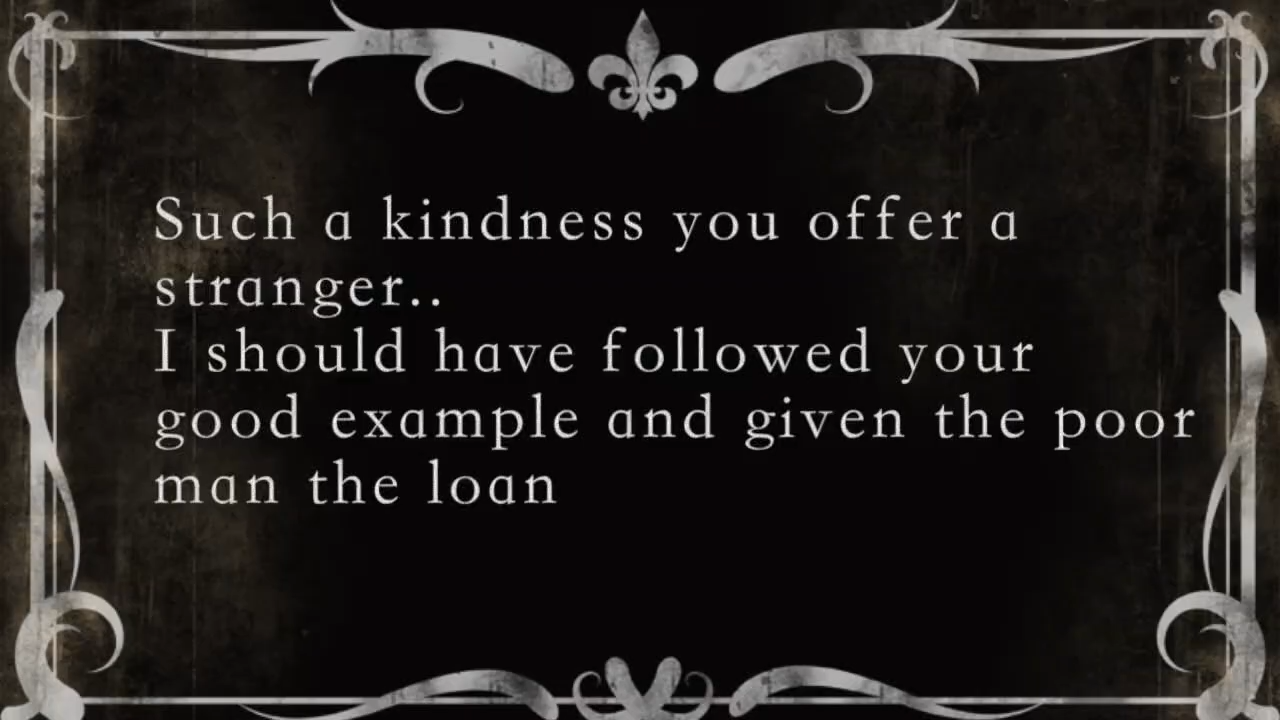 Such a kindness you offer a
stranger..
I should have followed your
good example and given the poor
man the loan